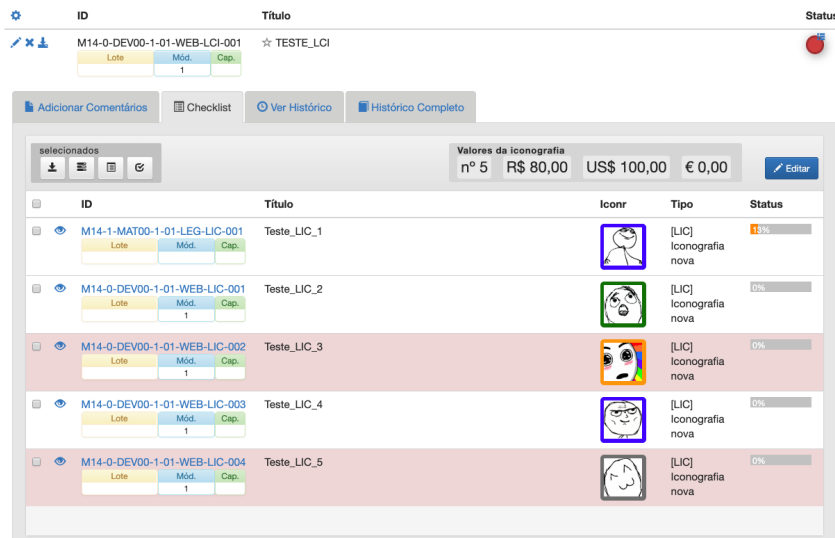 ID Título Status
M14-0-DEV00-1-01-WEB-LCI-001 ☆ TESTE_LCI
Lote Mód. Cap.
1
Adicionar Comentários Checklist Ver Histórico Histórico Completo
selecionados
Valores da iconografia
nº 5 R$ 80,00 US$ 100,00 € 0,00
Editar
ID Título Iconr Tipo Status
M14-1-MAT00-1-01-LEG-LIC-001 Teste_LIC_1 [LIC] 13%
Lote Mód. Cap. Iconografia
nova
M14-0-DEV00-1-01-WEB-LIC-001 Teste_LIC_2 [LIC] 0%
Lote Mód. Cap. Iconografia
1 nova
M14-0-DEV00-1-01-WEB-LIC-002 Teste_LIC_3 [LIC] 0%
Lote Mód. Cap. Iconografia
1 nova
M14-0-DEV00-1-01-WEB-LIC-003 Teste_LIC_4 [LIC] 0%
Lote Mód. Cap. Iconografia
1 nova
M14-0-DEV00-1-01-WEB-LIC-004 Teste_LIC_5 [LIC] 0%
Lote Mód. Cap. Iconografia
1 nova